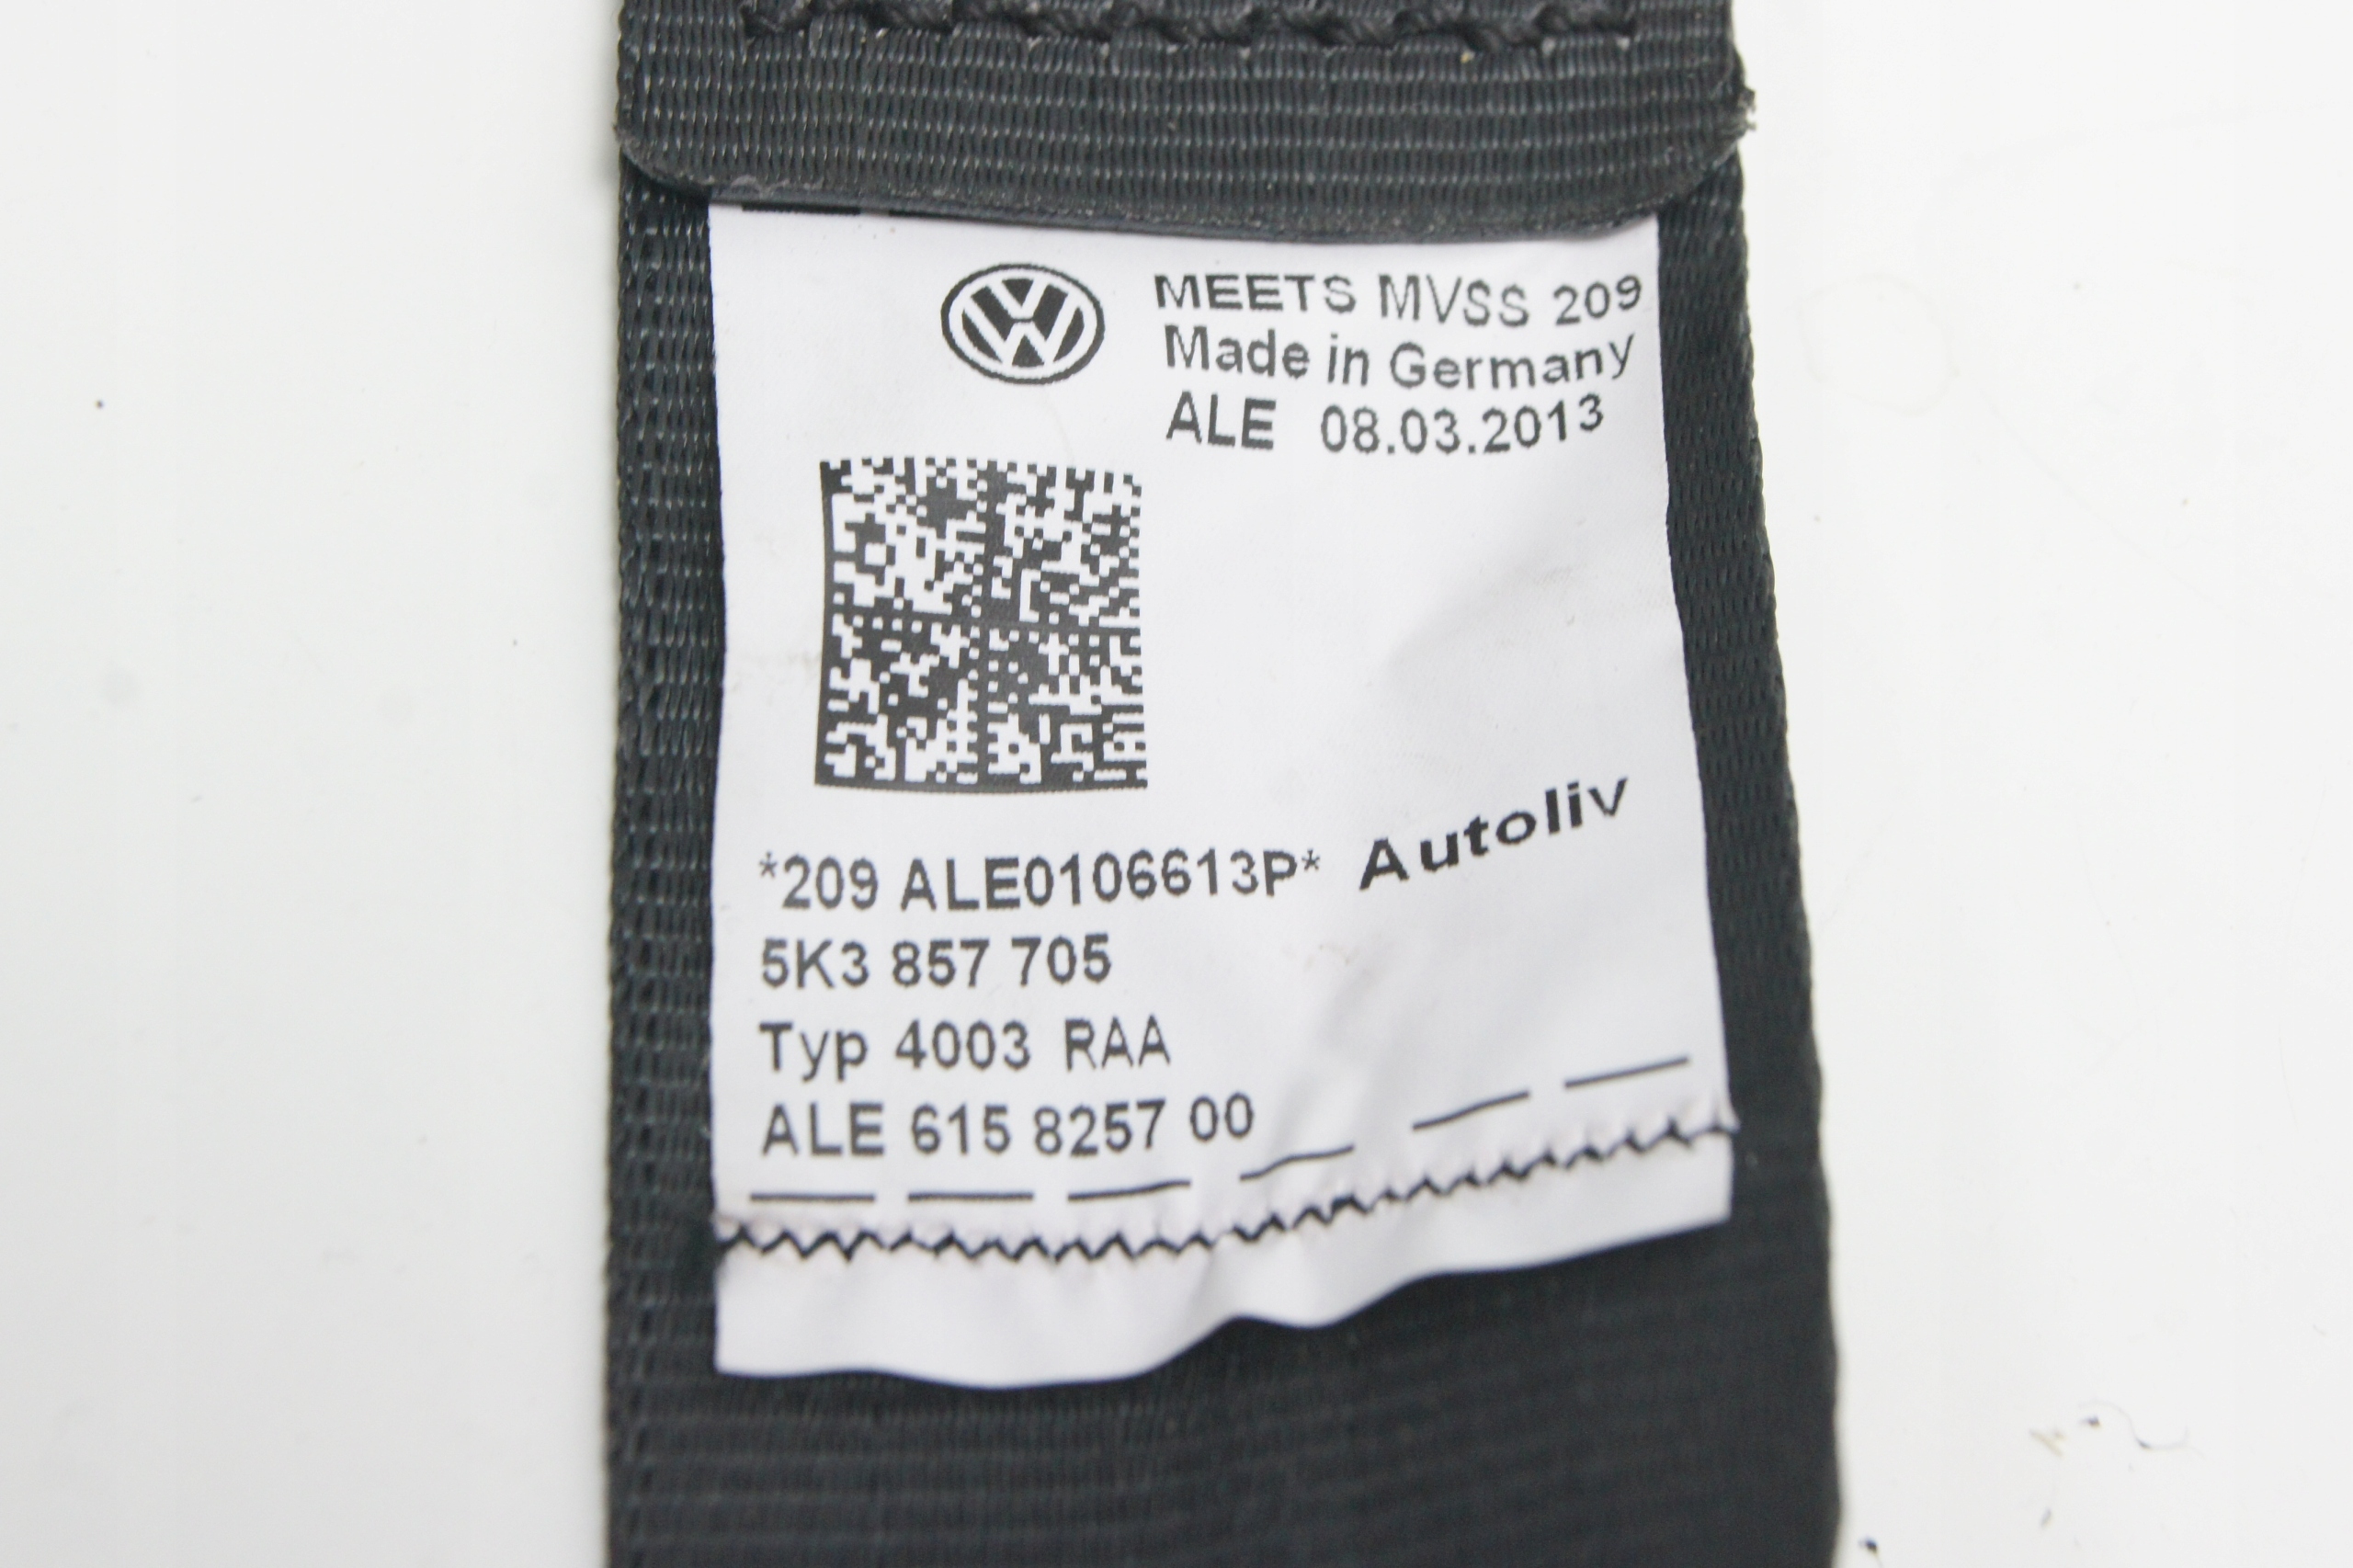 MEETS MVSS 209
Made in Germany
ALE 08.03.2013
*209 ALE0106613P* Autoliv
5K3 857 705
Typ 4003 RAA
ALE 615 8257 00